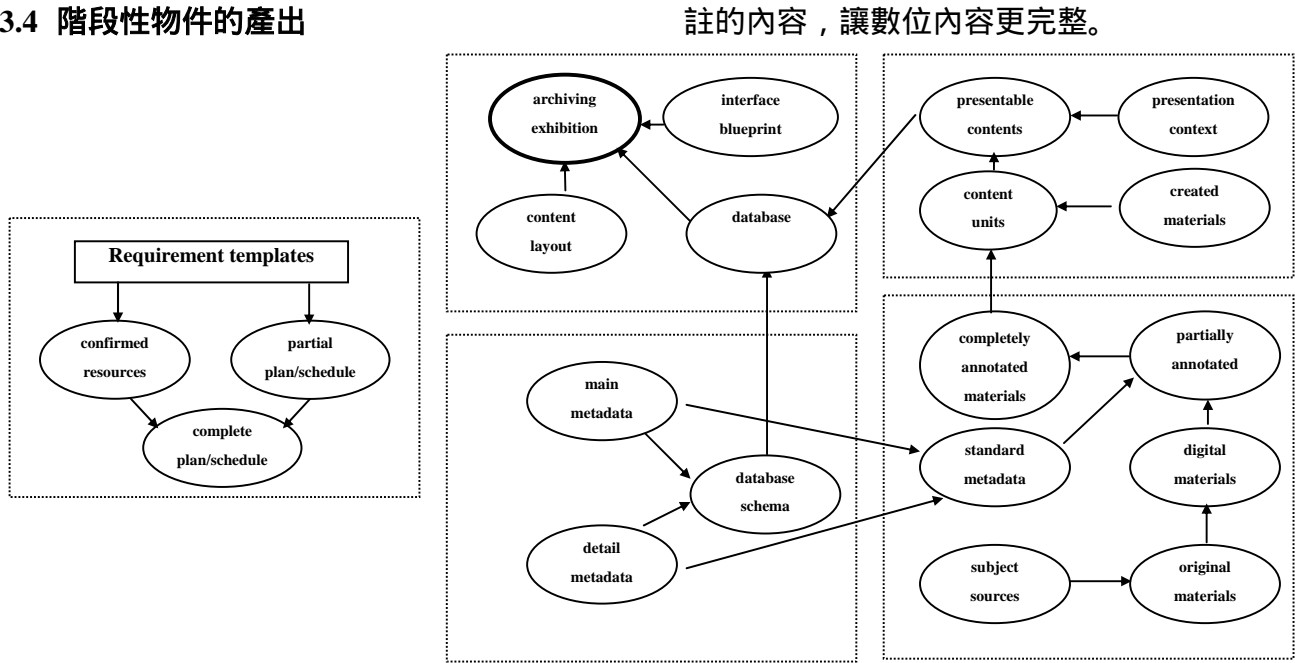 3.4 階段性物件的產出
註的內容，讓數位內容更完整。
Requirement templates
confirmed
resources
partial
plan/schedule
complete
plan/schedule
archiving
exhibition
interface
blueprint
content
layout
database
main
metadata
database
schema
detail
metadata
presentable
contents
presentation
context
content
units
created
materials
completely
annotated
materials
partially
annotated
standard
metadata
digital
materials
subject
sources
original
materials